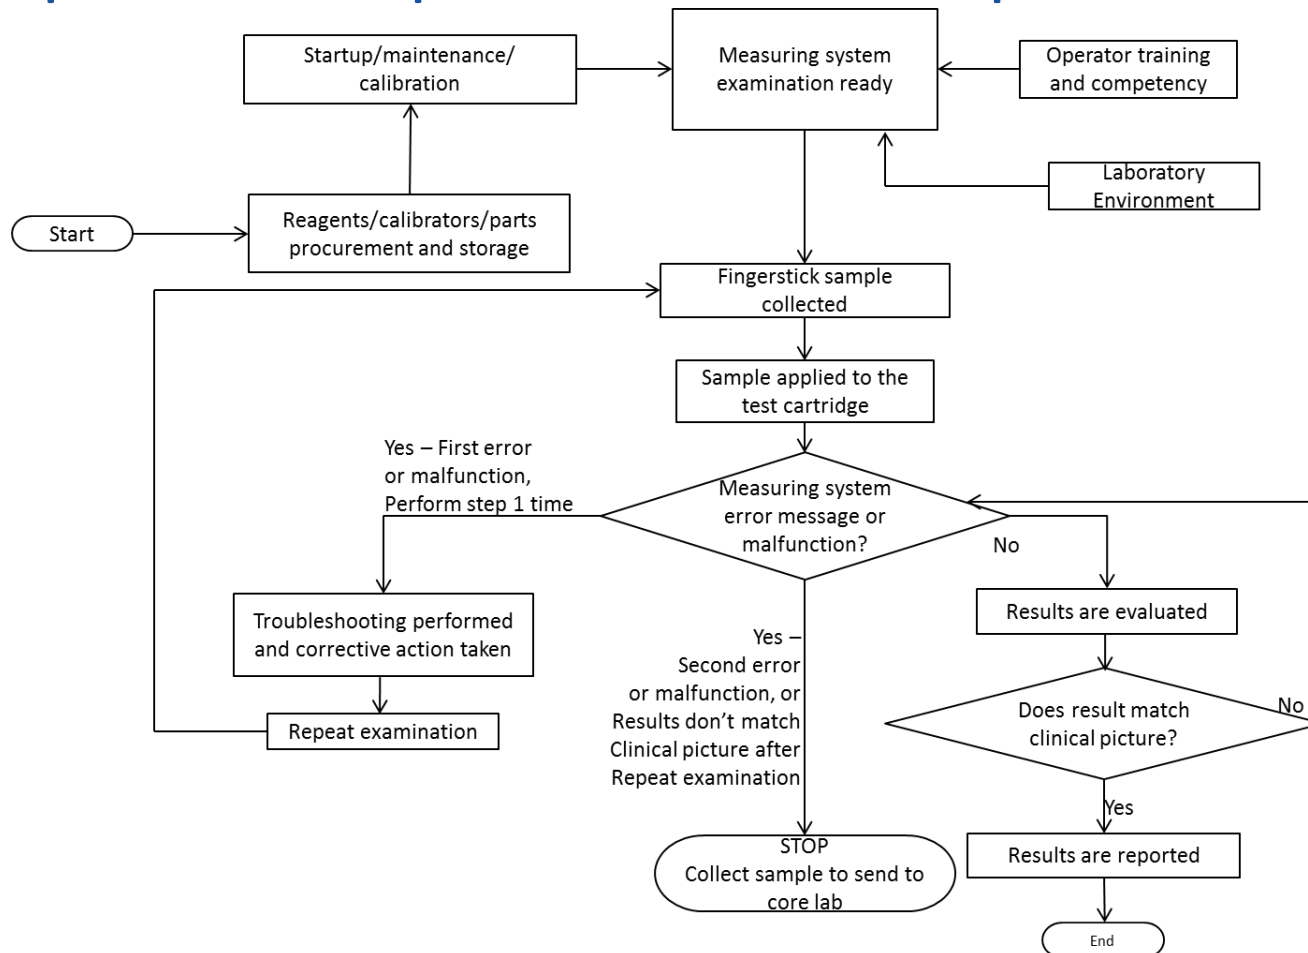 Startup/maintenance/
calibration
Measuring system
examination ready
Operator training
and competency
Laboratory
Environment
Start
Reagents/calibrators/parts
procurement and storage
Fingerstick sample
collected
Sample applied to the
test cartridge
Yes – First error
or malfunction,
Perform step 1 time
Measuring system
error message or
malfunction?
No
Troubleshooting performed
and corrective action taken
Repeat examination
Yes –
Second error
or malfunction, or
Results don’t match
Clinical picture after
Repeat examination
STOP
Collect sample to send to
core lab
Results are evaluated
Does result match
clinical picture?
No
Yes
Results are reported
End